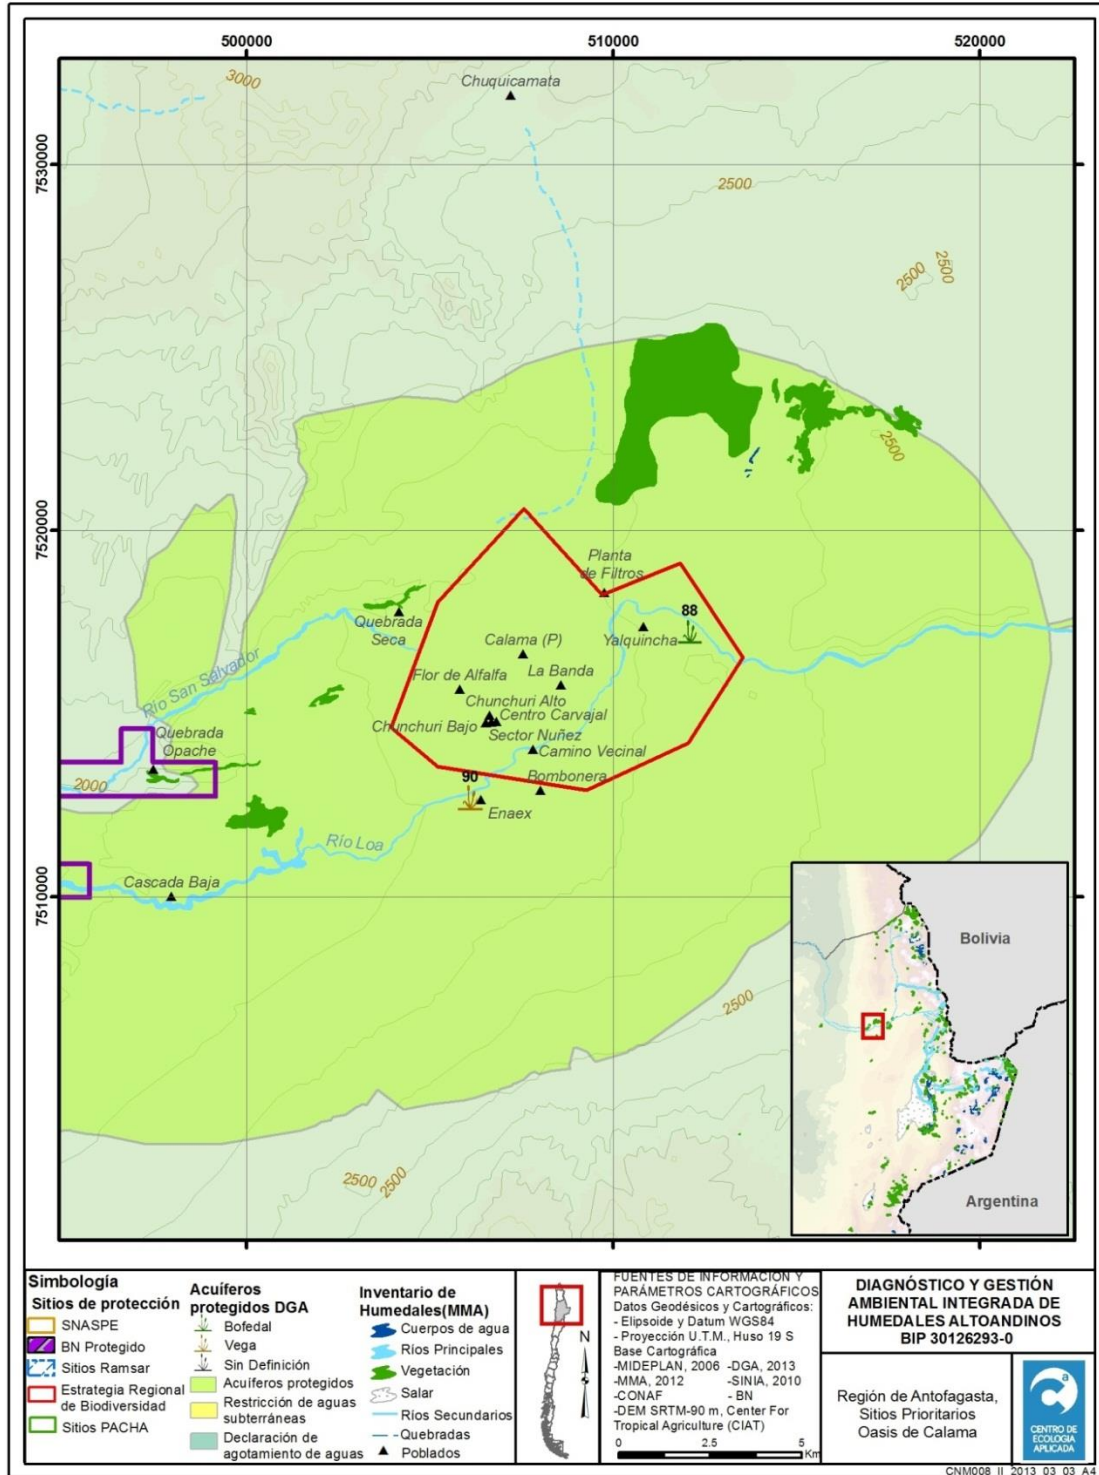 500000
510000
520000
3000
Chuquicamata
7530000
2500
2500
2500
2500
7520000
Planta
de Filtros
88
Quebrada
Seca
Yalquincha
Calama (P)
La Banda
Flor de Alfalfa
Chunchuri Alto
Centro Carvajal
Chunchuri Bajo
Sector Nuñez
Camino Vecinal
Bombonera
Río San Salvador
Quebrada
Opache
2000
90
Enaex
Río Loa
Cascada Baja
7510000
2500
2500
2500
Bolivia
Argentina
Simbología
Sitios de protección
SNASPE
BN Protegido
Sitios Ramsar
Estrategia Regional
de Biodiversidad
Sitios PACHA
Acuíferos
protegidos DGA
Bofedal
Vega
Sin Definición
Acuíferos protegidos
Restricción de aguas
subterráneas
Declaración de
agotamiento de aguas
Inventario de
Humedales(MMA)
Cuerpos de agua
Ríos Principales
Vegetación
Salar
Ríos Secundarios
Quebradas
Poblados
N
FUENTES DE INFORMACIÓN Y
PARÁMETROS CARTOGRÁFICOS
Datos Geodésicos y Cartográficos:
- Elipsoide y Datum WGS84
- Proyección U.T.M., Huso 19 S
Base Cartográfica
-MIDEPLAN, 2006 -DGA, 2013
-MMA, 2012 -SINIA, 2010
-CONAF - BN
-DEM SRTM-90 m, Center For
Tropical Agriculture (CIAT)
0 2.5 5
Km
DIAGNÓSTICO Y GESTIÓN
AMBIENTAL INTEGRADA DE
HUMEDALES ALTOANDINOS
BIP 30126293-0
Región de Antofagasta,
Sitios Prioritarios
Oasis de Calama
a
CENTRO DE
ECOLOGÍA
APLICADA
CNM008_II_2013_03_03_A4